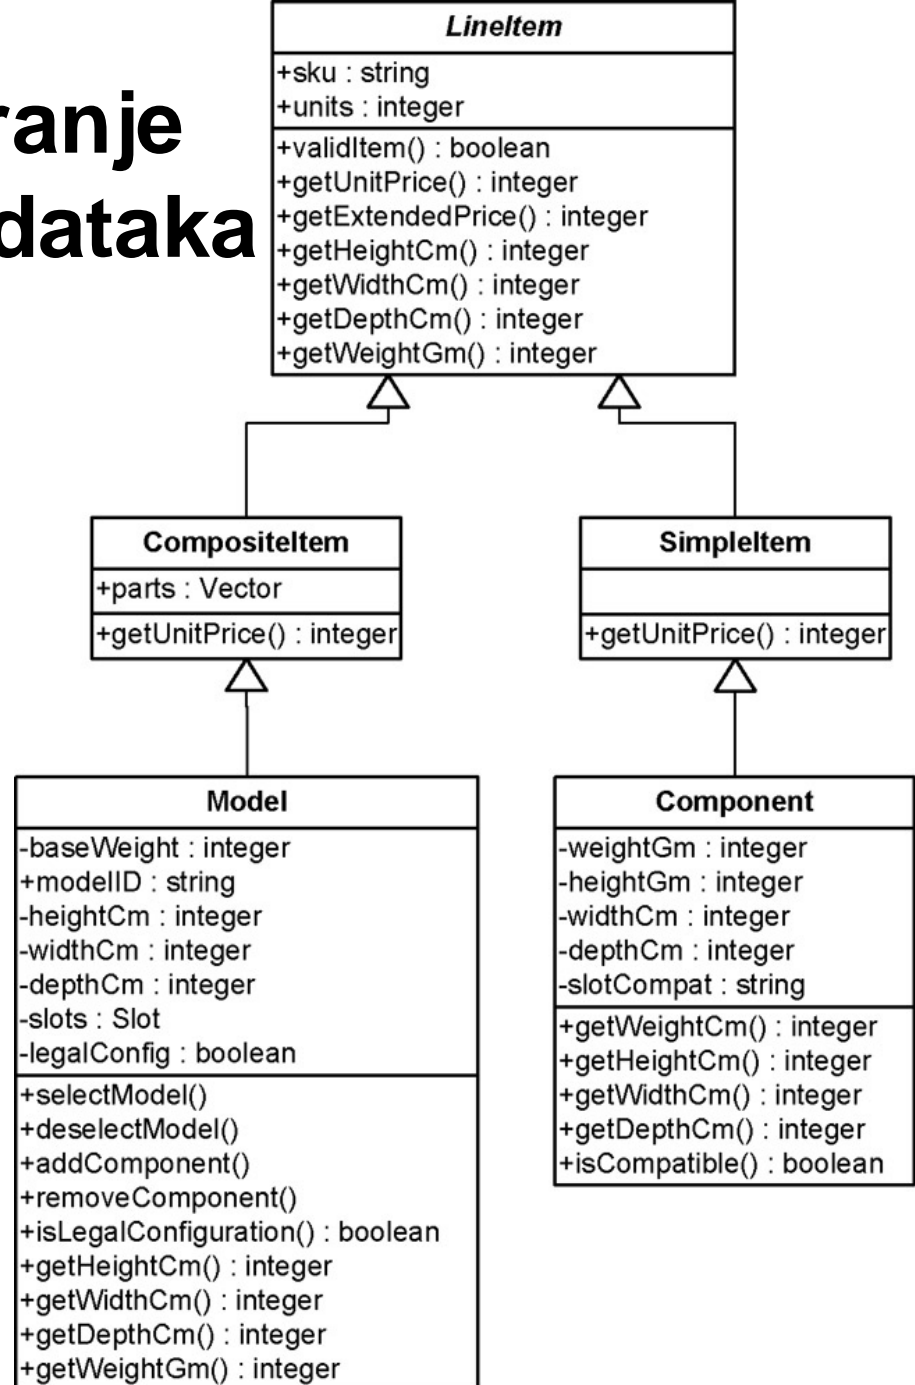 ranje
dataka
LineItem
+sku : string
+units : integer
+validItem() : boolean
+getUnitPrice() : integer
+getExtendedPrice() : integer
+getHeightCm() : integer
+getWidthCm() : integer
+getDepthCm() : integer
+getWeightGm() : integer
CompositeItem
+parts : Vector
+getUnitPrice() : integer
SimpleItem
+getUnitPrice() : integer
Model
-baseWeight : integer
+modelID : string
-heightCm : integer
-widthCm : integer
-depthCm : integer
-slots : Slot
-legalConfig : boolean
+selectModel()
+deselectModel()
+addComponent()
+removeComponent()
+isLegalConfiguration() : boolean
+getHeightCm() : integer
+getWidthCm() : integer
+getDepthCm() : integer
+getWeightGm() : integer
Component
-weightGm : integer
-heightGm : integer
-widthCm : integer
-depthCm : integer
-slotCompat : string
+getWeightCm() : integer
+getHeightCm() : integer
+getWidthCm() : integer
+getDepthCm() : integer
+isCompatible() : boolean